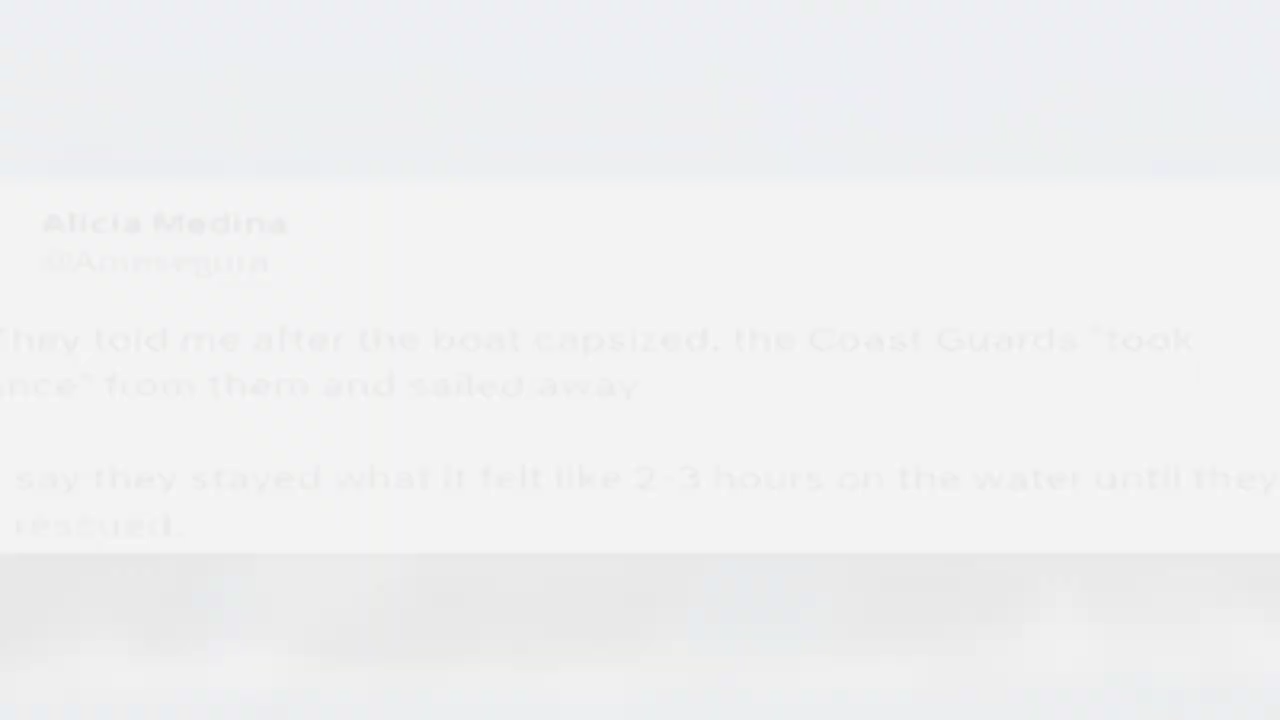 Alicia Medina
They told me after the boat capsized, the Coast Guards "took
from them and sailed away
say they stayed what it felt like 2-3 hours on the water until they
rescued.